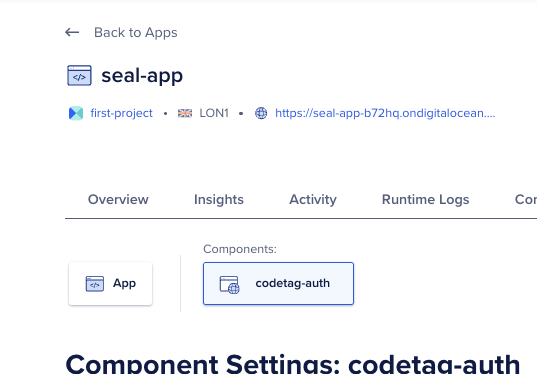 Back to Apps
seal-app
first-project • LON1 • https://seal-app-b72hq.ondigitalocean....
Overview Insights Activity Runtime Logs Con
Components:
App codetag-auth
Component Settings: codetag-auth